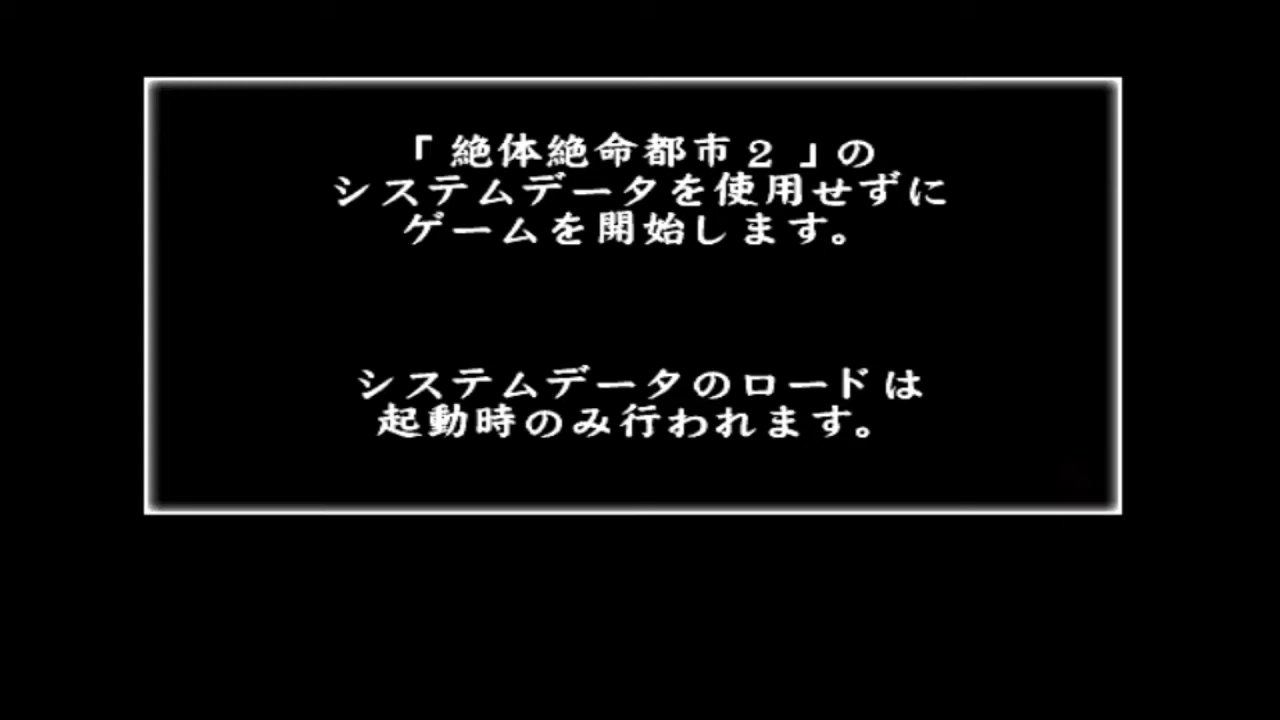 「絶体絶命都市２」の
システムデータを使用せずに
ゲームを開始します。
システムデータのロードは
起動時のみ行われます。